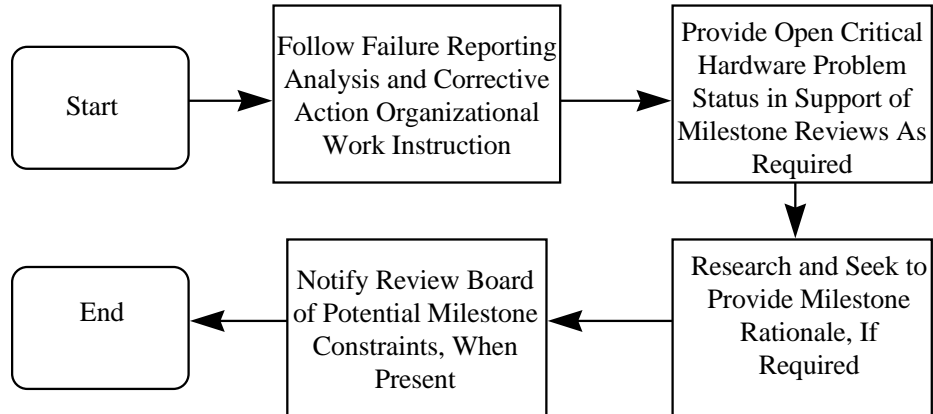 Start
Follow Failure Reporting
Analysis and Corrective
Action Organizational
Work Instruction
Provide Open Critical
Hardware Problem
Status in Support of
Milestone Reviews As
Required
Research and Seek to
Provide Milestone
Rationale, If
Required
Notify Review Board
of Potential Milestone
Constraints, When
Present
End